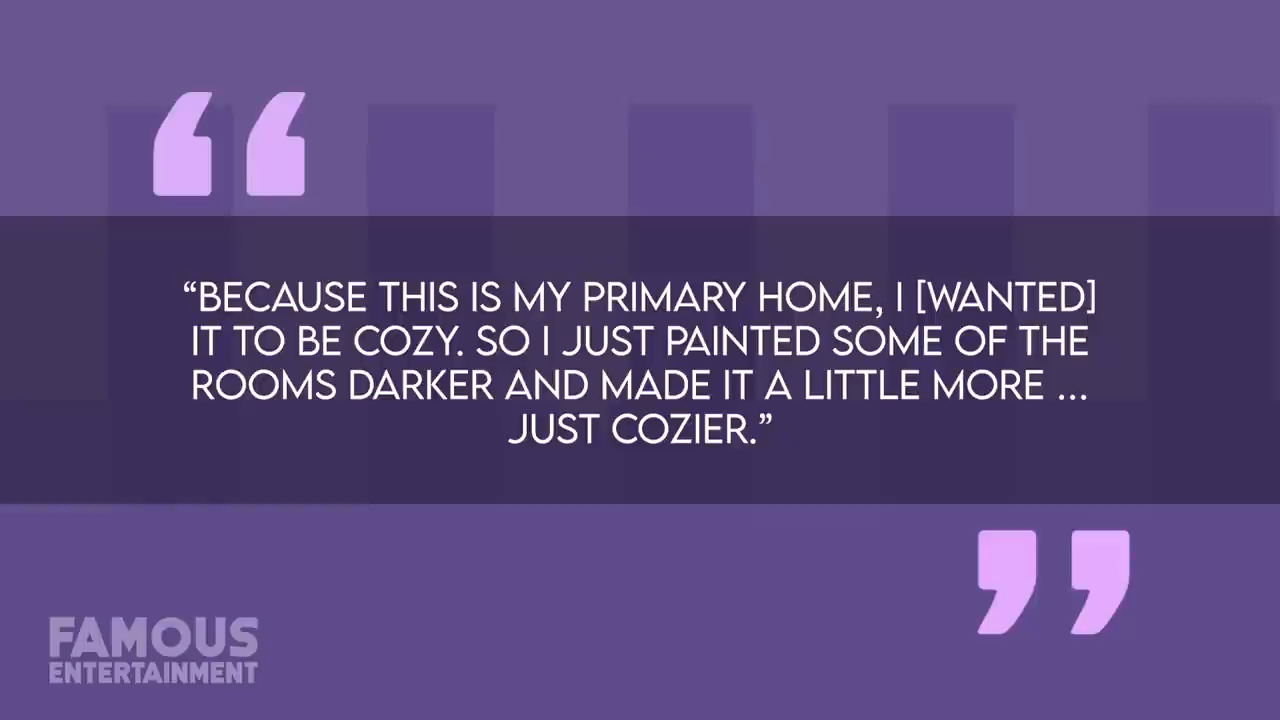 “BECAUSE THIS IS MY PRIMARY HOME, I [WANTED]
IT TO BE COZY. SO I JUST PAINTED SOME OF THE
ROOMS DARKER AND MADE IT A LITTLE MORE ...
JUST COZIER.”
FAMOUS
ENTERTAINMENT